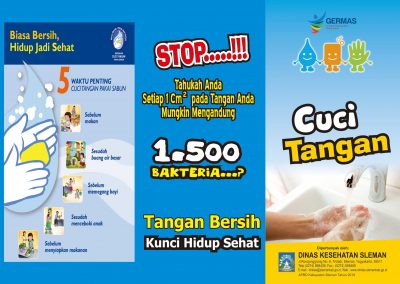 Biasa Bersih,
Hidup Jadi Sehat
5 WAKTU PENTING
CUCI TANGAN PAKAI SABUN
Sebelum
makan
Sesudah
buang air besar
Sebelum
memegang bayi
Sesudah
menceboki anak
Sebelum
menyiapkan makanan
STOP.....!!!
Tahukah Anda
Setiap 1 Cm² pada Tangan Anda
Mungkin Mengandung
1.500
BAKTERIA...?
Tangan Bersih
Kunci Hidup Sehat
GERMAS
Cuci
Tangan
Diperbanyak oleh:
DINAS KESEHATAN SLEMAN